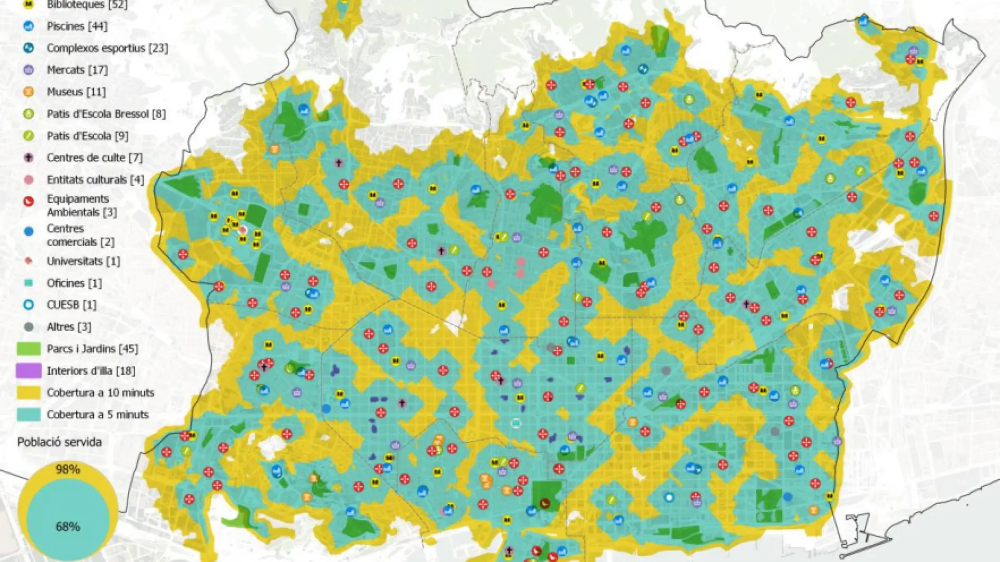 Biblioteques [52]
Piscines [44]
Complexos esportius [23]
Mercats [17]
Museus [11]
Patis d'Escola Bressol [8]
Patis d'Escola [9]
Centres de culte [7]
Entitats culturals [4]
Equipaments
Ambientals [3]
Centres
comercials [2]
Universitats [1]
Oficines [1]
CUESB [1]
Altres [3]
Parcs i Jardins [45]
Interiors d'illa [18]
Cobertura a 10 minuts
Cobertura a 5 minuts
Població servida
98%
68%